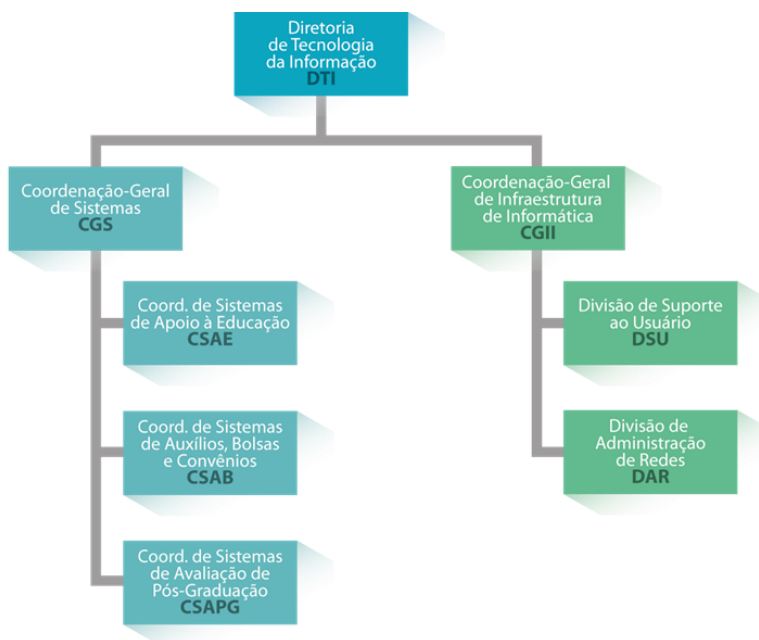 Diretoria
de Tecnologia
da Informação
DTI
Coordenação-Geral
de Sistemas
CGS
Coordenação-Geral
de Infraestrutura
de Informática
CGII
Coord. de Sistemas
de Apoio à Educação
CSAE
Divisão de Suporte
ao Usuário
DSU
Coord. de Sistemas
de Auxílios, Bolsas
e Convênios
CSAB
Divisão de
Administração
de Redes
DAR
Coord. de Sistemas
de Avaliação de
Pós-Graduação
CSAPG